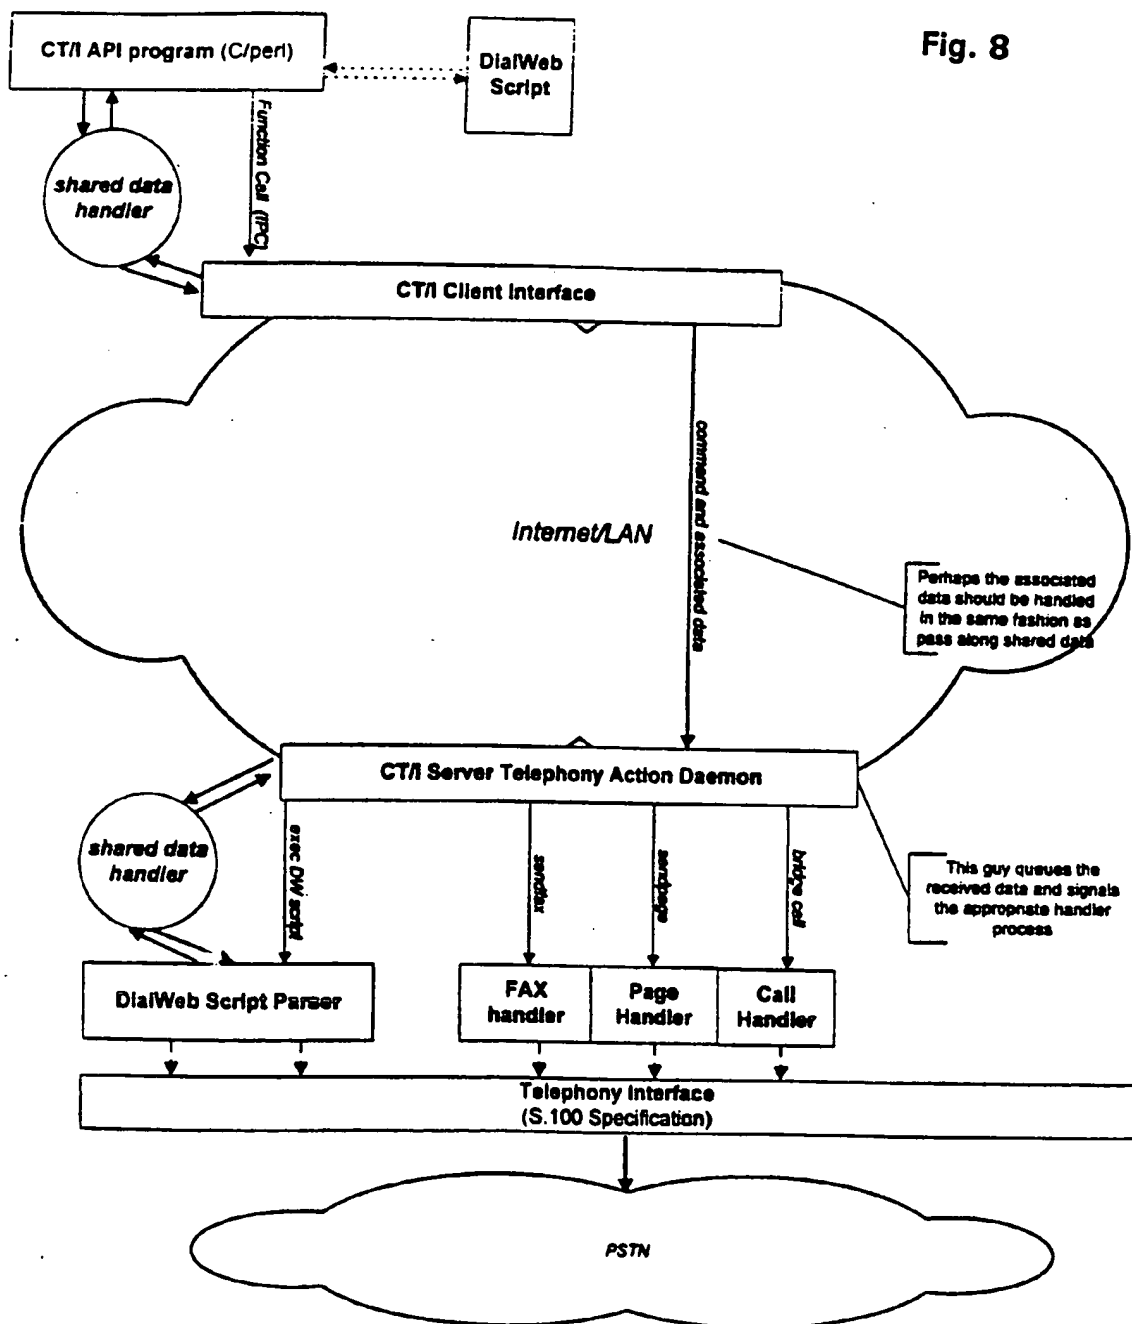 Fig. 8
CT/I API program (C/perl)
DialWeb
Script
Function Call (IPC)
shared data
handler
CT/I Client Interface
command and associated data
Internet/LAN
Perhaps the associated
data should be handled
in the same fashion as
pass along shared data
CT/I Server Telephony Action Daemon
shared data
handler
exec DW script
sendfax
sendpage
bridge call
This guy queues the
received data and signals
the appropriate handler
process
DialWeb Script Parser
FAX
handler
Page
Handler
Call
Handler
Telephony Interface
(S.100 Specification)
PSTN